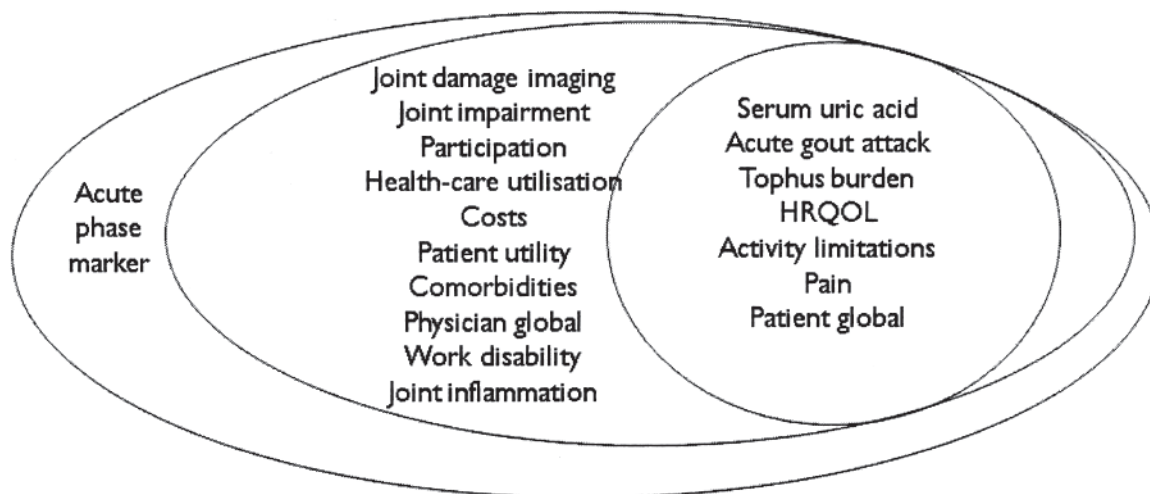 Acute
phase
marker
Joint damage imaging
Joint impairment
Participation
Health-care utilisation
Costs
Patient utility
Comorbidities
Physician global
Work disability
Joint inflammation
Serum uric acid
Acute gout attack
Tophus burden
HRQOL
Activity limitations
Pain
Patient global